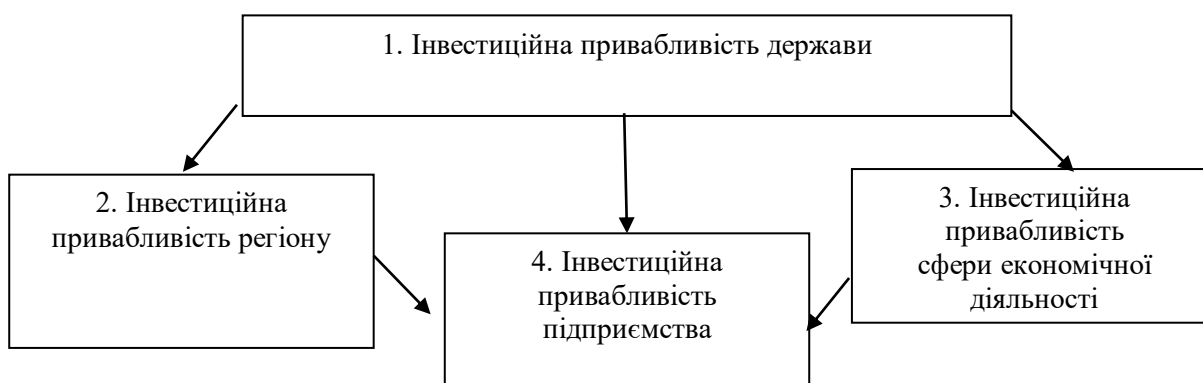 1. Інвестиційна привабливість держави
2. Інвестиційна
привабливість регіону
3. Інвестиційна
привабливість
сфери економічної
діяльності
4. Інвестиційна
привабливість
підприємства